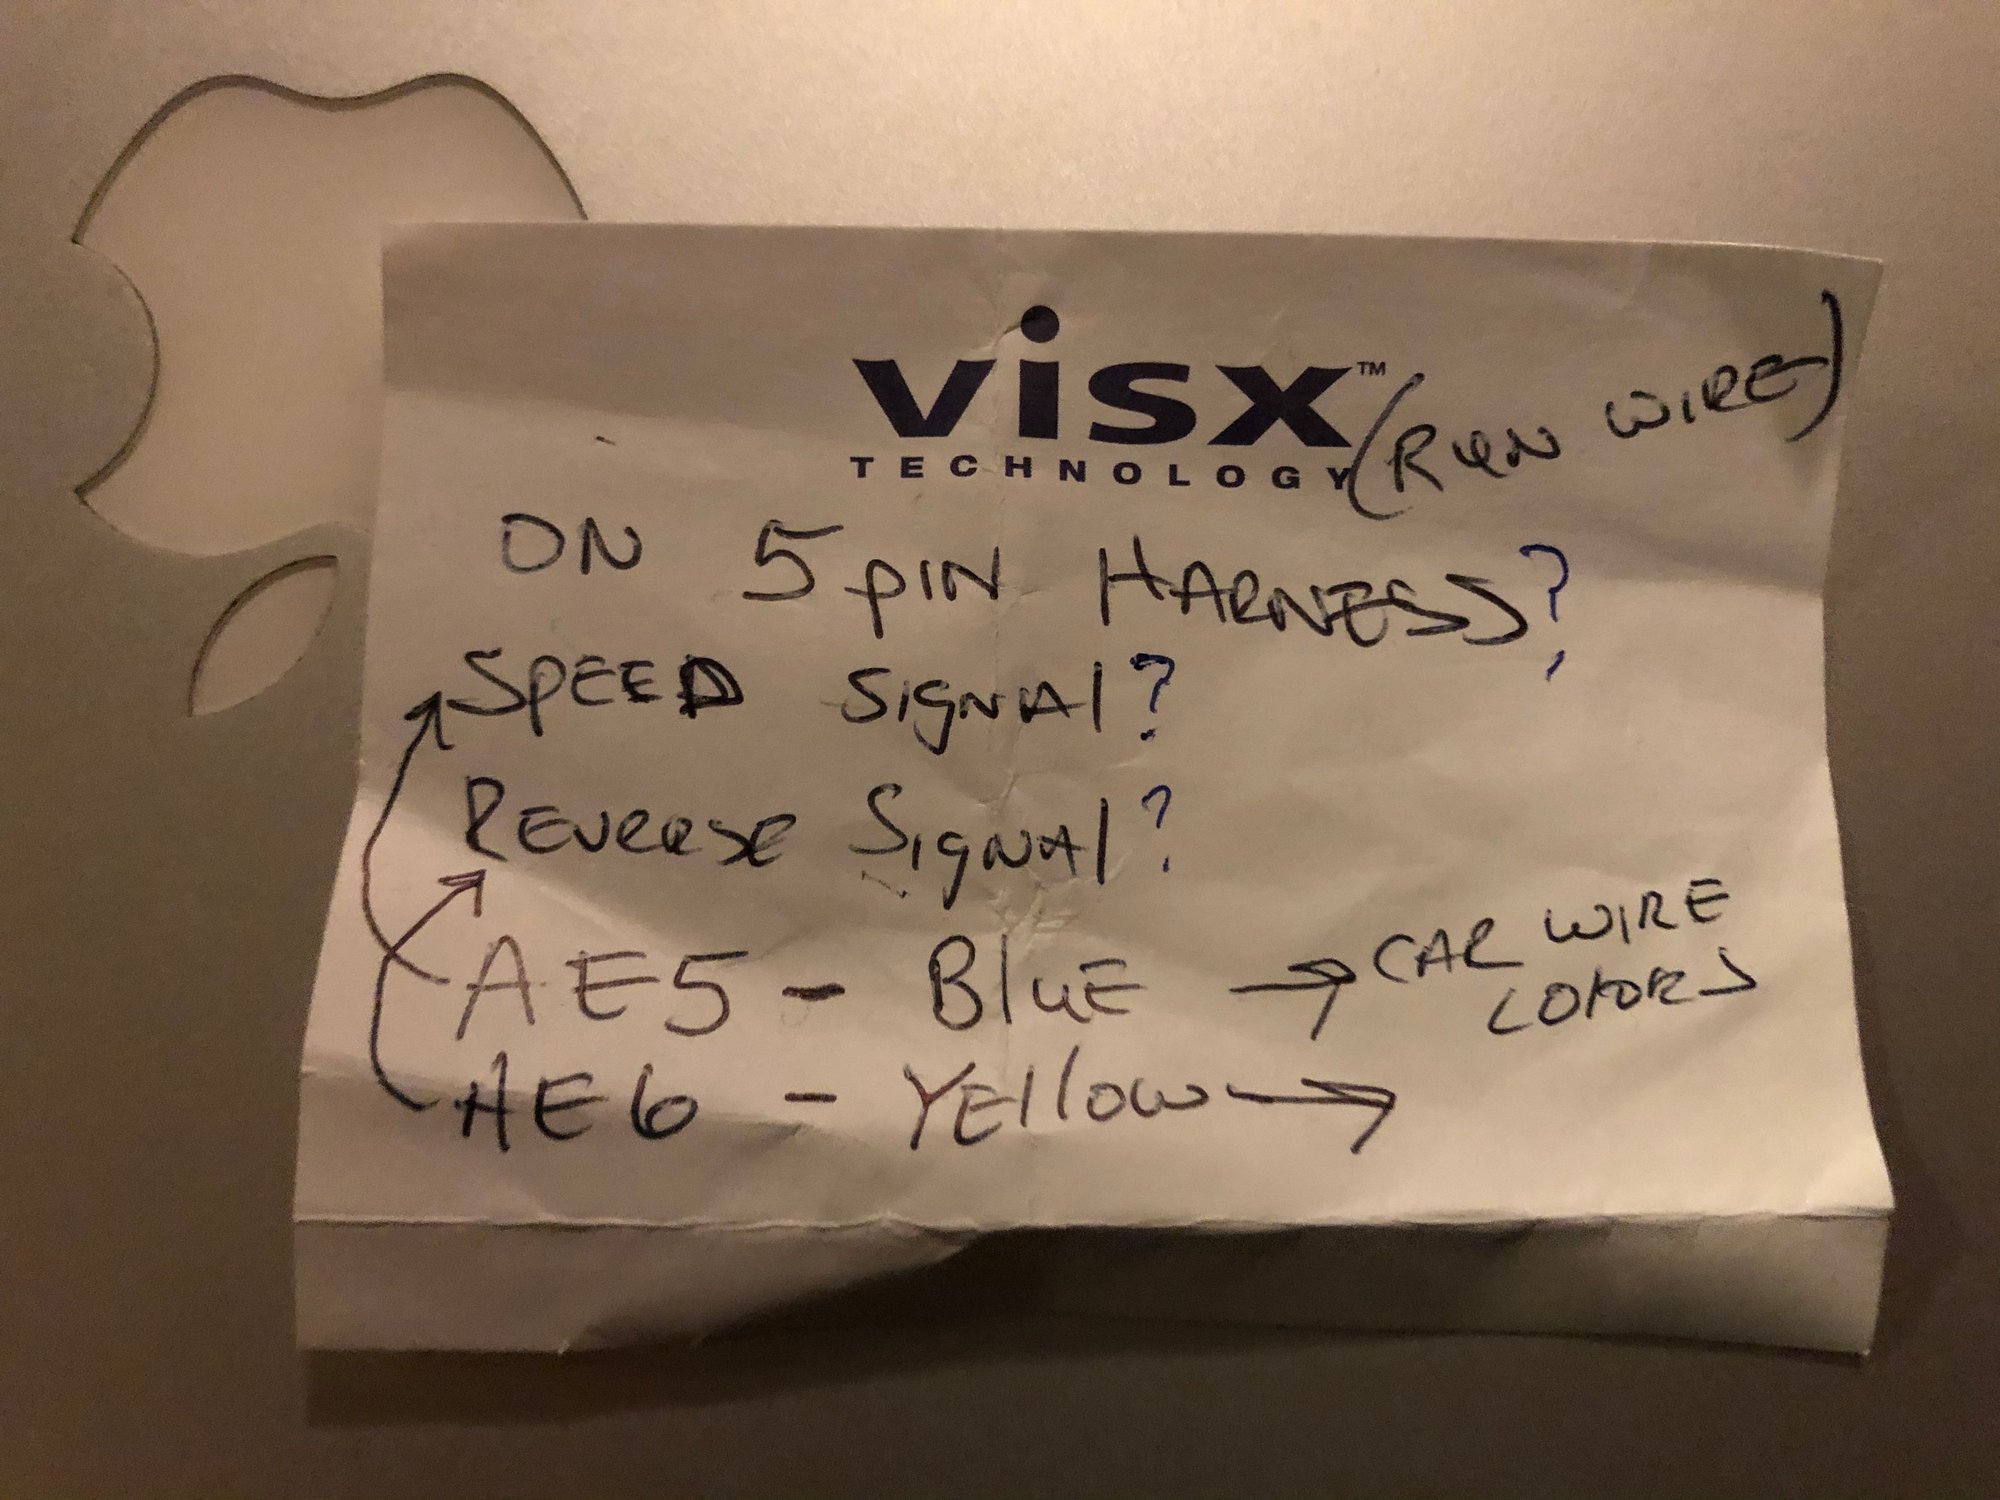 visx™
TECHNOLOGY
(RUN WIRE)
ON 5 PIN HARNESS?
SPEED SIGNAL?
REVERSE SIGNAL?
AE5 - BluE → CAR WIRE
COLORS
AE6 - YEllow →